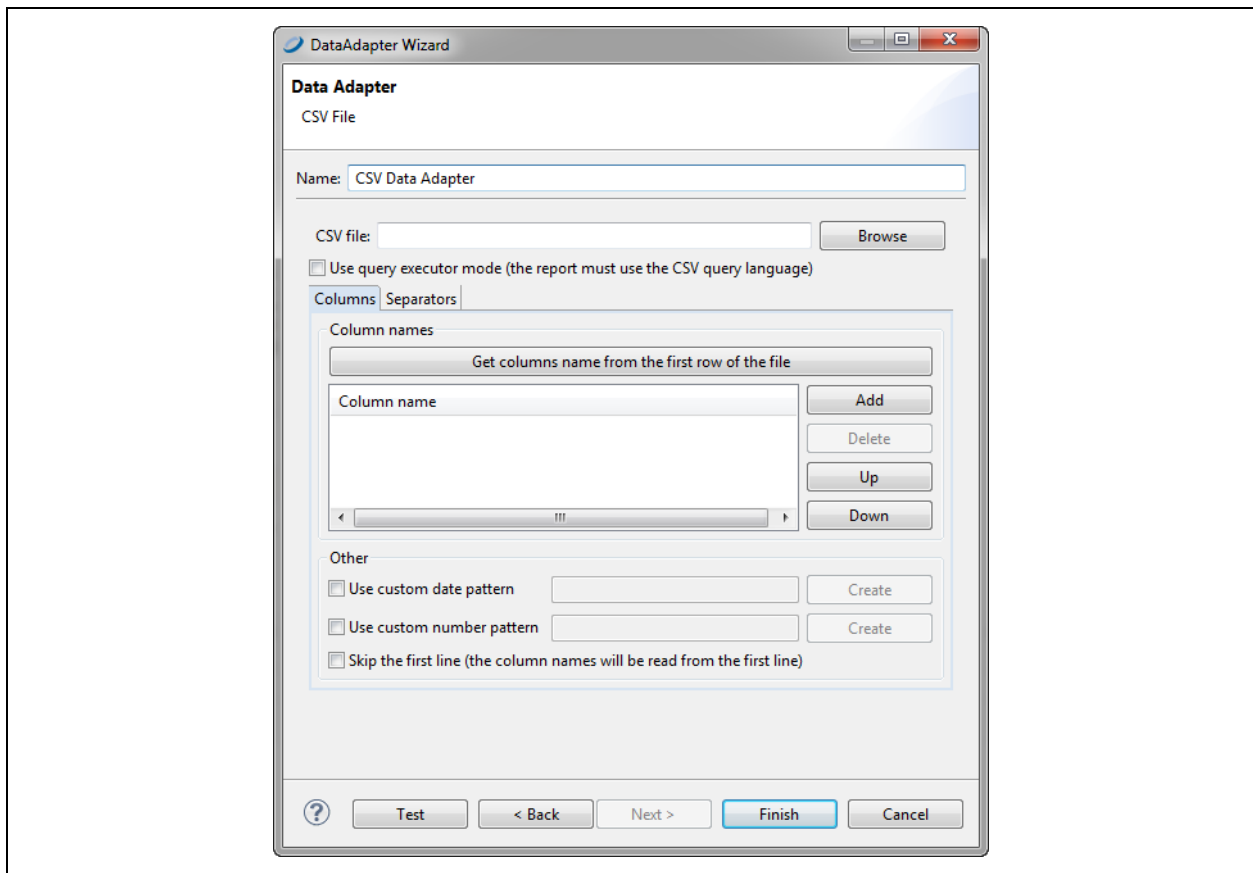 DataAdapter Wizard
Data Adapter
CSV File
Name: CSV Data Adapter
CSV file: Browse
Use query executor mode (the report must use the CSV query language)
Columns Separators
Column names
Get columns name from the first row of the file
Column name Add
Delete
Up
Down
Other
Use custom date pattern Create
Use custom number pattern Create
Skip the first line (the column names will be read from the first line)
? Test < Back Next > Finish Cancel